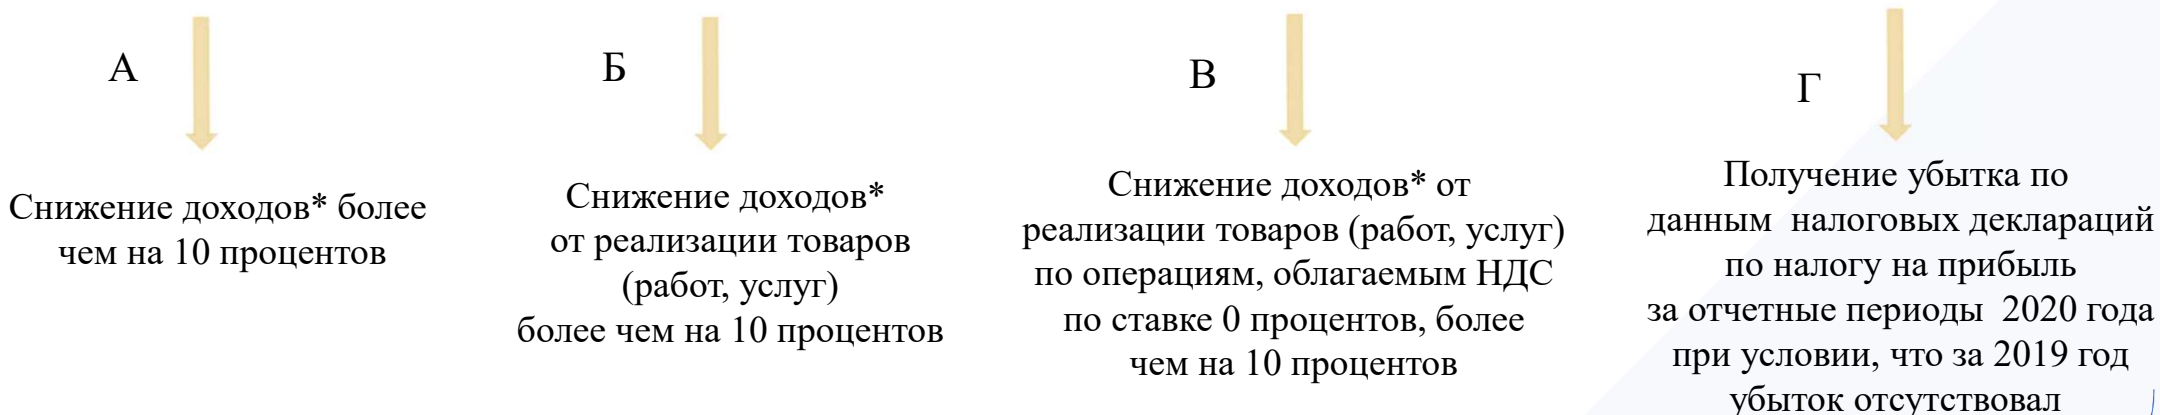 А
Снижение доходов* более
чем на 10 процентов
Б
Снижение доходов*
от реализации товаров
(работ, услуг)
более чем на 10 процентов
В
Снижение доходов* от
реализации товаров (работ, услуг)
по операциям, облагаемым НДС
по ставке 0 процентов, более
чем на 10 процентов
Г
Получение убытка по
данным налоговых деклараций
по налогу на прибыль
за отчетные периоды 2020 года
при условии, что за 2019 год
убыток отсутствовал